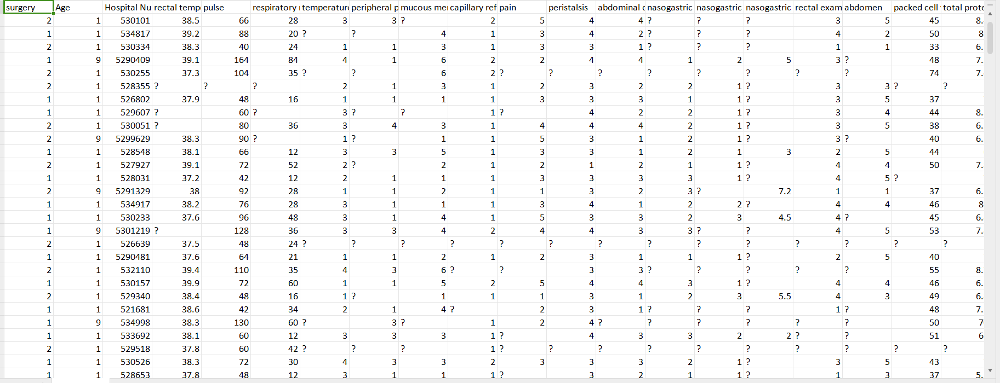 surgery Age Hospital Nu rectal temp pulse respiratory temperature peripheral p mucous me capillary ref pain peristalsis abdominal nasogastric nasogastric nasogastric rectal exam abdomen packed cell total prote
2 1 530101 38.5 66 28 3 3 ? 2 5 4 4 ? ? ? 3 5 45 8.
1 1 534817 39.2 88 20 ? ? 4 1 3 4 2 ? ? ? 4 2 50 8
2 1 530334 38.3 40 24 1 1 3 1 3 3 1 ? ? ? 1 1 33 6.
1 9 5290409 39.1 164 84 4 1 6 2 2 4 4 1 2 5 3 ? 48 7.
2 1 530255 37.3 104 35 ? ? 6 2 ? ? ? ? ? ? ? ? 74 7.
2 1 528355 ? ? ? 2 1 3 1 2 3 2 2 1 ? 3 3 ? ?
1 1 526802 37.9 48 16 1 1 1 1 3 3 3 1 1 ? 3 5 37
1 1 529607 ? 60 ? 3 ? ? 1 ? 4 2 2 1 ? 3 4 44 8.
2 1 530051 ? 80 36 3 4 3 1 4 4 4 2 1 ? 3 5 38 6.
2 9 5299629 38.3 90 ? 1 ? 1 1 5 3 1 2 1 ? 3 ? 40 6.
1 1 528548 38.1 66 12 3 3 5 1 3 3 1 2 1 3 2 5 44
2 1 527927 39.1 72 52 2 ? 2 1 2 1 2 1 1 ? 4 4 50 7.
1 1 528031 37.2 42 12 2 1 1 1 3 3 3 3 1 ? 4 5 ?
2 9 5291329 38 92 28 1 1 2 1 1 3 2 3 ? 7.2 1 1 37 6.
1 1 534917 38.2 76 28 3 1 1 1 3 4 1 2 2 ? 4 4 46 8
1 1 530233 37.6 96 48 3 1 4 1 5 3 3 2 3 4.5 4 ? 45 6.
1 9 5301219 ? 128 36 3 3 4 2 4 4 3 3 ? ? 4 5 53 7.
2 1 526639 37.5 48 24 ? ? ? ? ? ? ? ? ? ? ? ? ? ?
1 1 5290481 37.6 64 21 1 1 2 1 2 3 1 1 1 ? 2 5 40
2 1 532110 39.4 110 35 4 3 6 ? ? 3 3 ? ? ? ? ? 55 8.
1 1 530157 39.9 72 60 1 1 5 2 5 4 4 3 1 ? 4 4 46 6.
2 1 529340 38.4 48 16 1 ? 1 1 1 3 1 2 3 5.5 4 3 49 6.
1 1 521681 38.6 42 34 2 1 4 ? 2 3 1 ? ? ? 1 ? 48 7.
1 9 534998 38.3 130 60 ? 3 ? 1 2 4 ? ? ? ? ? ? 50 7
1 1 533692 38.1 60 12 3 3 3 1 ? 4 3 3 2 2 ? ? 51 6
2 1 529518 37.8 60 42 ? ? ? 1 ? ? ? ? ? ? ? ? ? ?
1 1 530526 38.3 72 30 4 3 3 2 3 3 3 2 1 ? 3 5 43
1 1 528653 37.8 48 12 3 1 1 1 ? 3 2 1 1 ? 1 3 37 5.